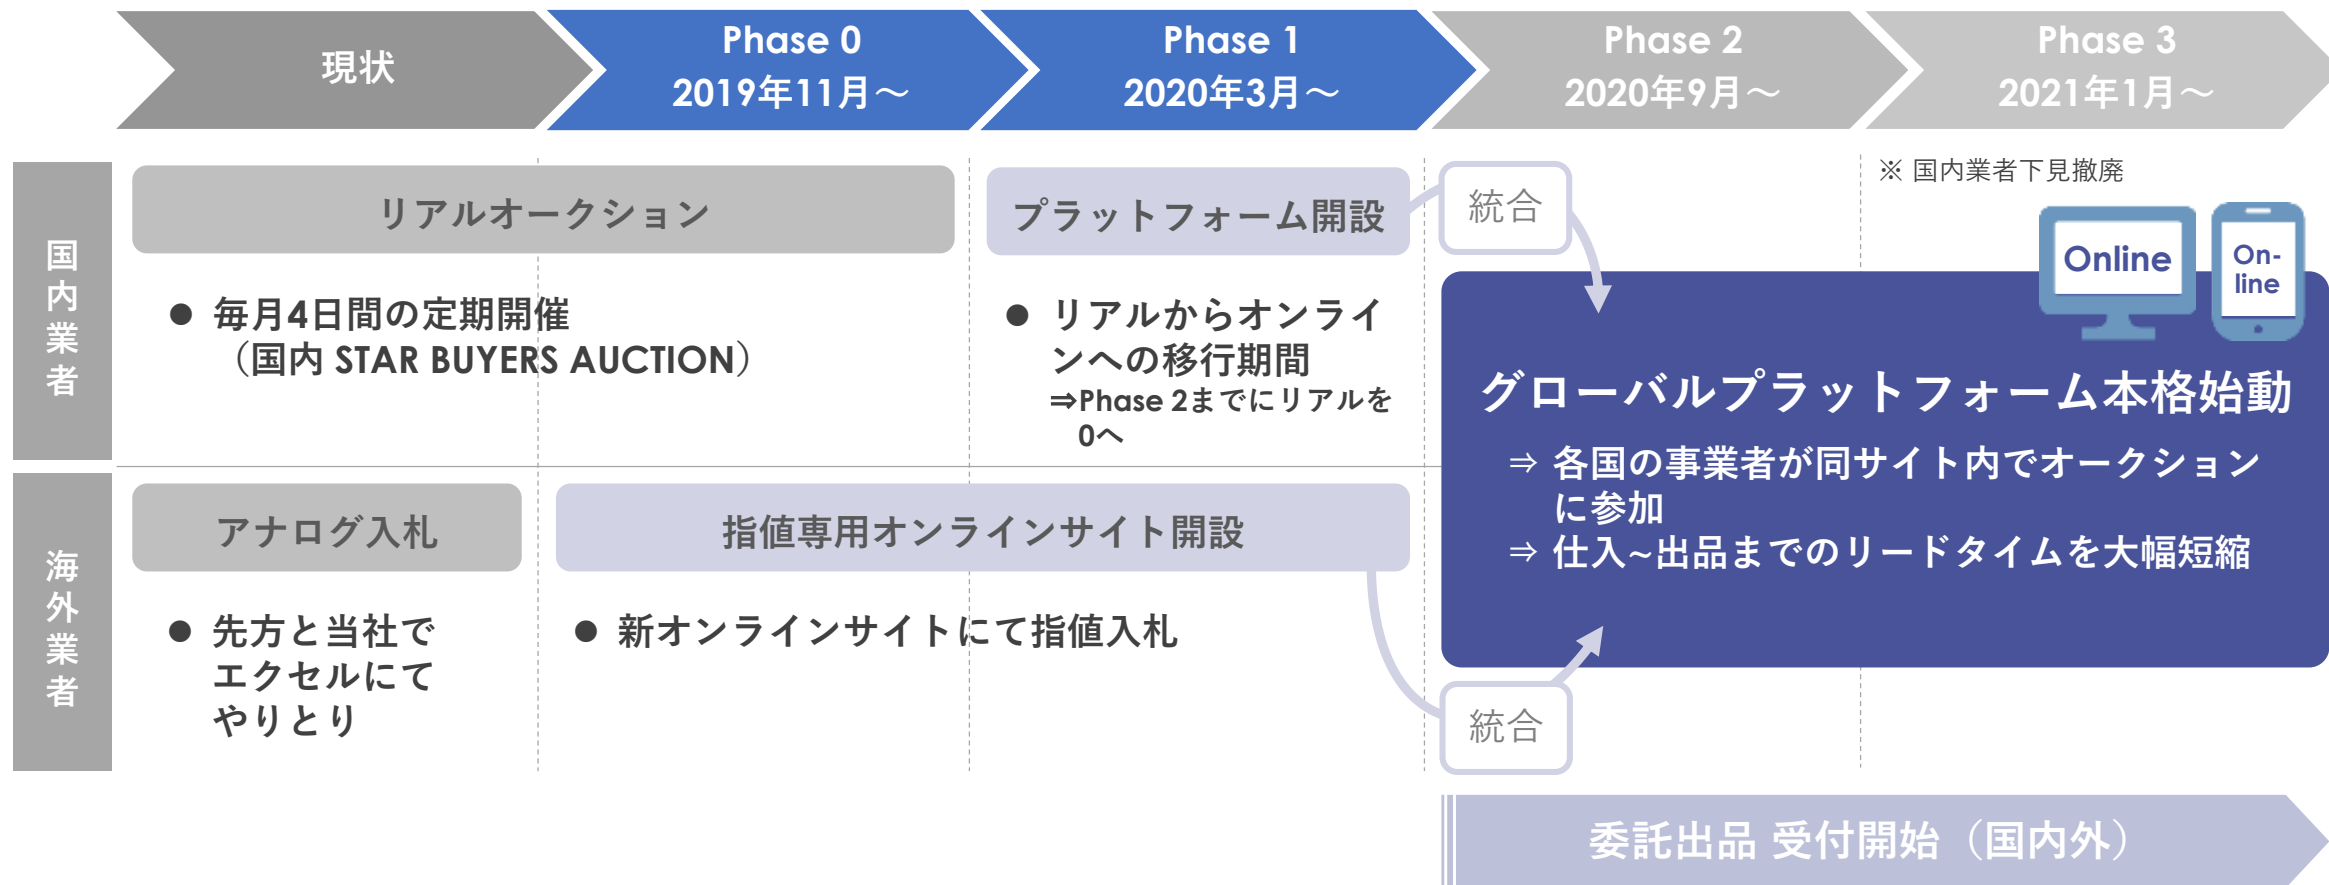 現状
Phase 0
2019年11月～
Phase 1
2020年3月～
Phase 2
2020年9月～
Phase 3
2021年1月～
国内業者
リアルオークション
● 毎月4日間の定期開催
（国内 STAR BUYERS AUCTION）
プラットフォーム開設
● リアルからオンライ
ンへの移行期間
⇒Phase 2までにリアルを
0へ
統合
※ 国内業者下見撤廃
Online
On-
line
グローバルプラットフォーム本格始動
⇒ 各国の事業者が同サイト内でオークション
に参加
⇒ 仕入~出品までのリードタイムを大幅短縮
海外業者
アナログ入札
● 先方と当社で
エクセルにて
やりとり
指値専用オンラインサイト開設
● 新オンラインサイトにて指値入札
統合
委託出品 受付開始（国内外）